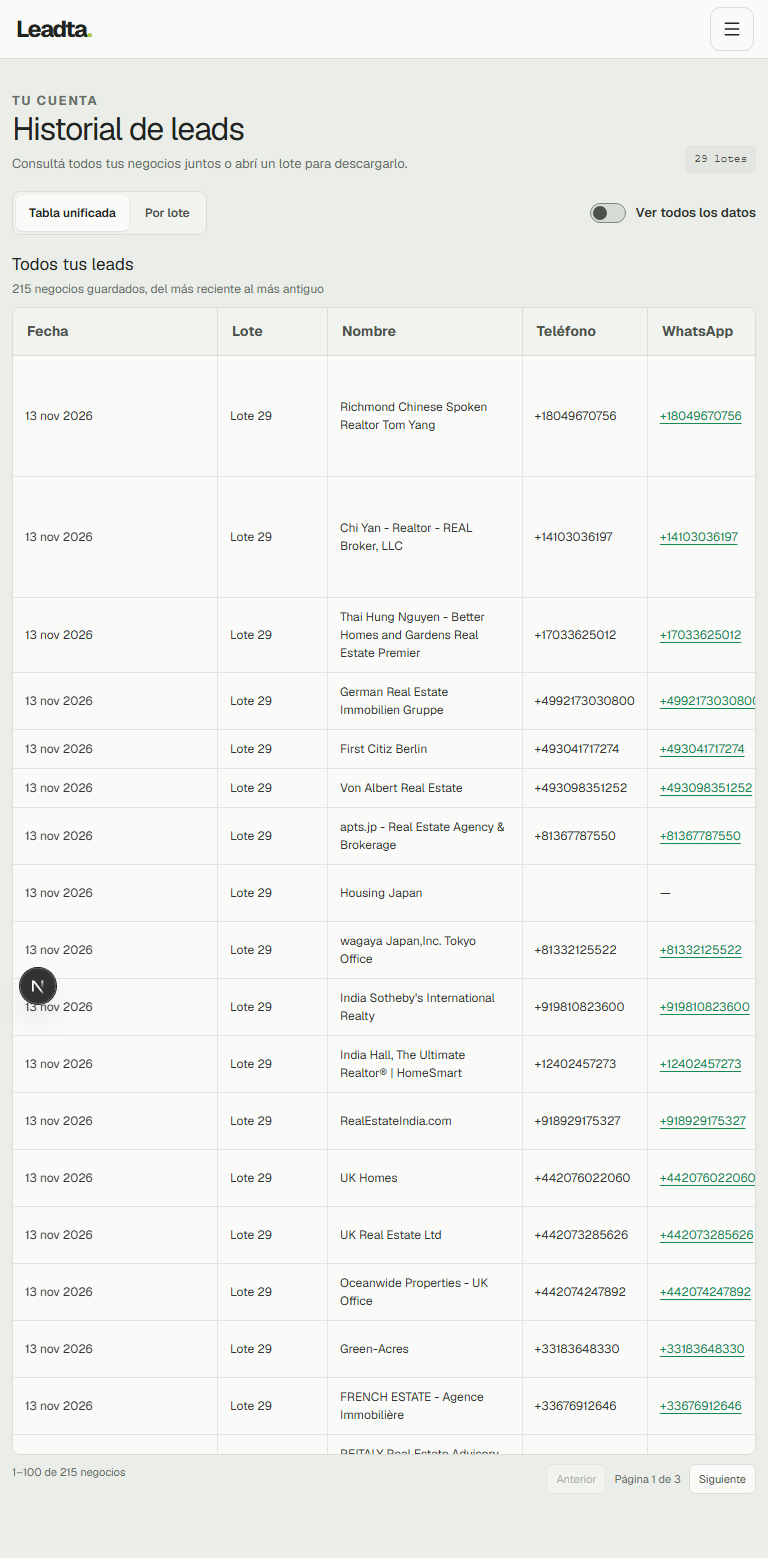 Leadta.
TU CUENTA
Historial de leads
Consultá todos tus negocios juntos o abrí un lote para descargarlo.
29 lotes
Tabla unificada
Por lote
Ver todos los datos
Todos tus leads
215 negocios guardados, del más reciente al más antiguo
Fecha Lote Nombre Teléfono WhatsApp
13 nov 2026 Lote 29 Richmond Chinese Spoken +18049670756 +18049670756
Realtor Tom Yang
13 nov 2026 Lote 29 Chi Yan - Realtor - REAL +14103036197 +14103036197
Broker, LLC
13 nov 2026 Lote 29 Thai Hung Nguyen - Better +17033625012 +17033625012
Homes and Gardens Real
Estate Premier
13 nov 2026 Lote 29 German Real Estate +4992173030800 +4992173030800
Immobilien Gruppe
13 nov 2026 Lote 29 First Citiz Berlin +493041717274 +493041717274
13 nov 2026 Lote 29 Von Albert Real Estate +493098351252 +493098351252
13 nov 2026 Lote 29 apts.jp - Real Estate Agency & +81367787550 +81367787550
Brokerage
13 nov 2026 Lote 29 Housing Japan —
13 nov 2026 Lote 29 wagaya Japan,Inc. Tokyo +81332125522 +81332125522
Office
N
13 nov 2026 Lote 29 India Sotheby's International +919810823600 +919810823600
Realty
13 nov 2026 Lote 29 India Hall, The Ultimate +12402457273 +12402457273
Realtor® | HomeSmart
13 nov 2026 Lote 29 RealEstateIndia.com +918929175327 +918929175327
13 nov 2026 Lote 29 UK Homes +442076022060 +442076022060
13 nov 2026 Lote 29 UK Real Estate Ltd +442073285626 +442073285626
13 nov 2026 Lote 29 Oceanwide Properties - UK +442074247892 +442074247892
Office
13 nov 2026 Lote 29 Green-Acres +33183648330 +33183648330
13 nov 2026 Lote 29 FRENCH ESTATE - Agence +33676912646 +33676912646
Immobilière
REITALY Real Estate Advisory
1–100 de 215 negocios
Anterior
Página 1 de 3
Siguiente